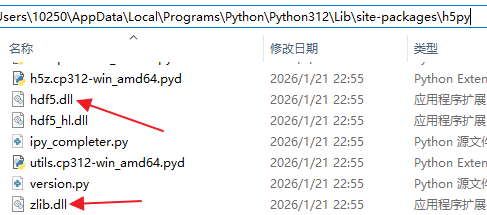 Users\10250\AppData\Local\Programs\Python\Python312\Lib\site-packages\h5py
名称 修改日期 类型
h5z.cp312-win_amd64.pyd 2026/1/21 22:55 Python Exten
hdf5.dll 2026/1/21 22:55 应用程序扩展
hdf5_hl.dll 2026/1/21 22:55 应用程序扩展
ipy_completer.py 2026/1/21 22:55 Python 源文件
utils.cp312-win_amd64.pyd 2026/1/21 22:55 Python Exten
version.py 2026/1/21 22:55 Python 源文件
zlib.dll 2026/1/21 22:55 应用程序扩展